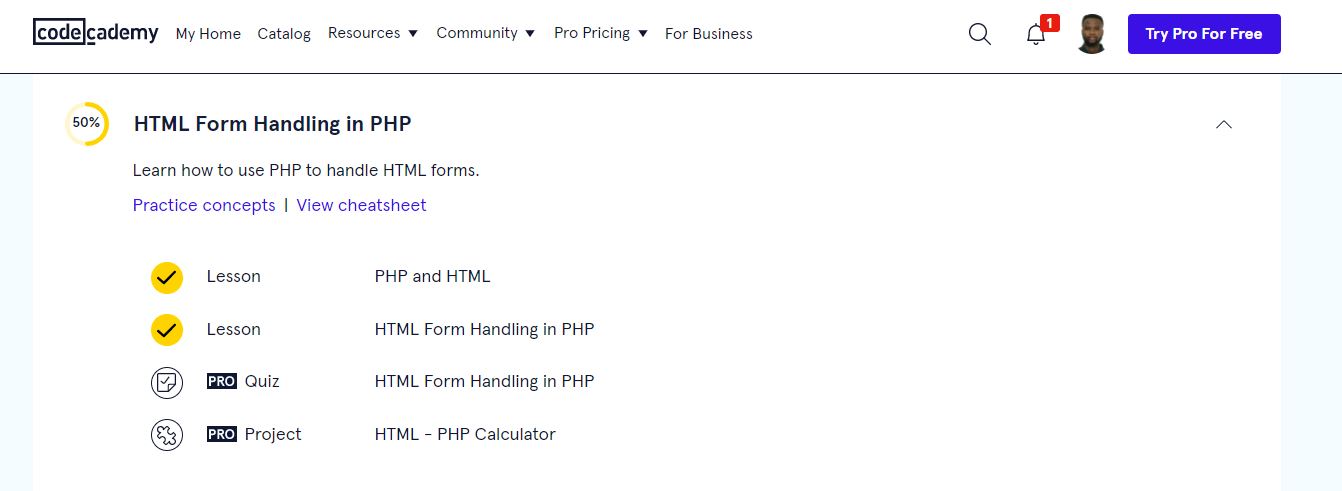 codecademy My Home Catalog Resources Community Pro Pricing For Business 1 Try Pro For Free
50% HTML Form Handling in PHP
Learn how to use PHP to handle HTML forms.
Practice concepts | View cheatsheet
Lesson PHP and HTML
Lesson HTML Form Handling in PHP
PRO Quiz HTML Form Handling in PHP
PRO Project HTML - PHP Calculator